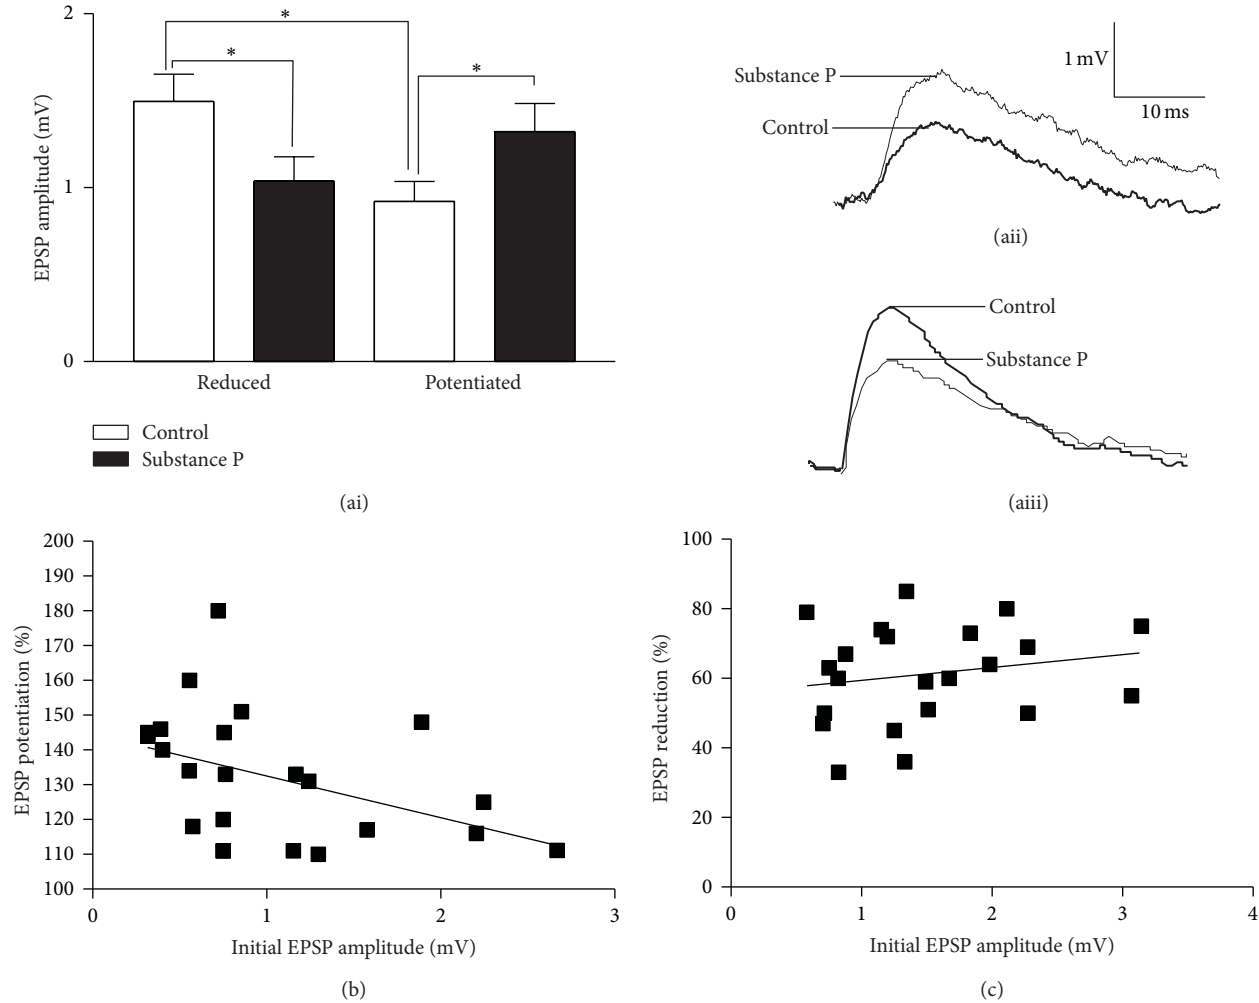 2
1
0
EPSP amplitude (mV)
*
*
*
Reduced
Potentiated
Control
Substance P
(ai)
Substance P
Control
1 mV
10 ms
(aii)
Control
Substance P
(aiii)
200
190
180
170
160
150
140
130
120
110
100
EPSP potentiation (%)
0
1
2
3
Initial EPSP amplitude (mV)
(b)
100
80
60
40
20
0
EPSP reduction (%)
0
1
2
3
4
Initial EPSP amplitude (mV)
(c)